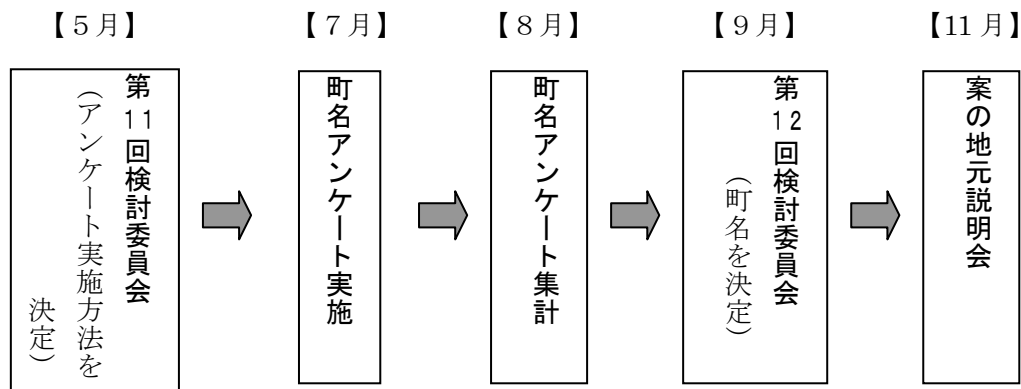 【５月】
【７月】
【８月】
【９月】
【11月】
第11回検討委員会
（アンケート実施方法を
決定）
町名アンケート実施
町名アンケート集計
第12回検討委員会
（町名を決定）
案の地元説明会